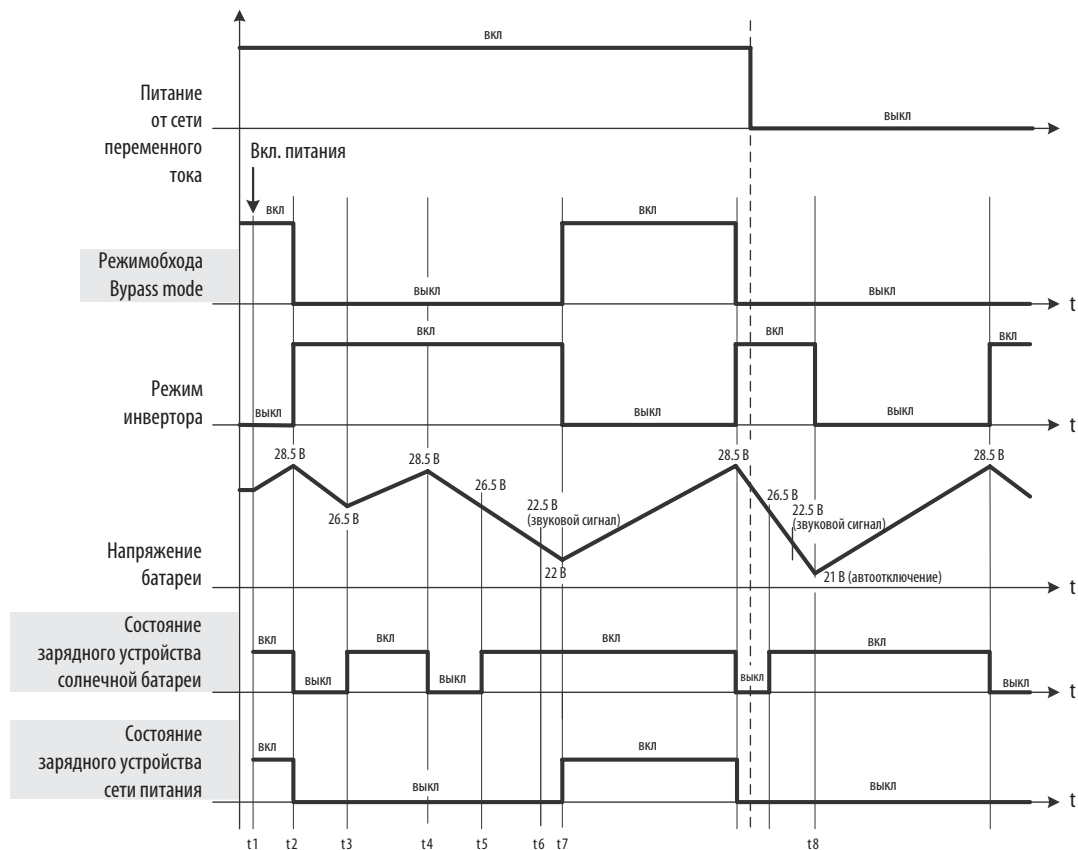 вкл
Питание
от сети
переменного
тока
выкл
Вкл. питания
вкл
вкл
Режимобхода
Bypass mode
выкл
выкл
t
вкл
вкл
вкл
Режим
инвертора
выкл
выкл
выкл
t
28.5 В
28.5 В
28.5 В
28.5 В
26.5 В
26.5 В
26.5 В
22.5 В
(звуковой сигнал)
22.5 В
(звуковой сигнал)
Напряжение
батареи
22 В
21 В (автоотключение)
t
Состояние
зарядного устройства
солнечной батареи
вкл
вкл
вкл
вкл
выкл
выкл
выкл
выкл
t
Состояние
зарядного устройства
сети питания
вкл
вкл
выкл
выкл
t
t1
t2
t3
t4
t5
t6
t7
t8